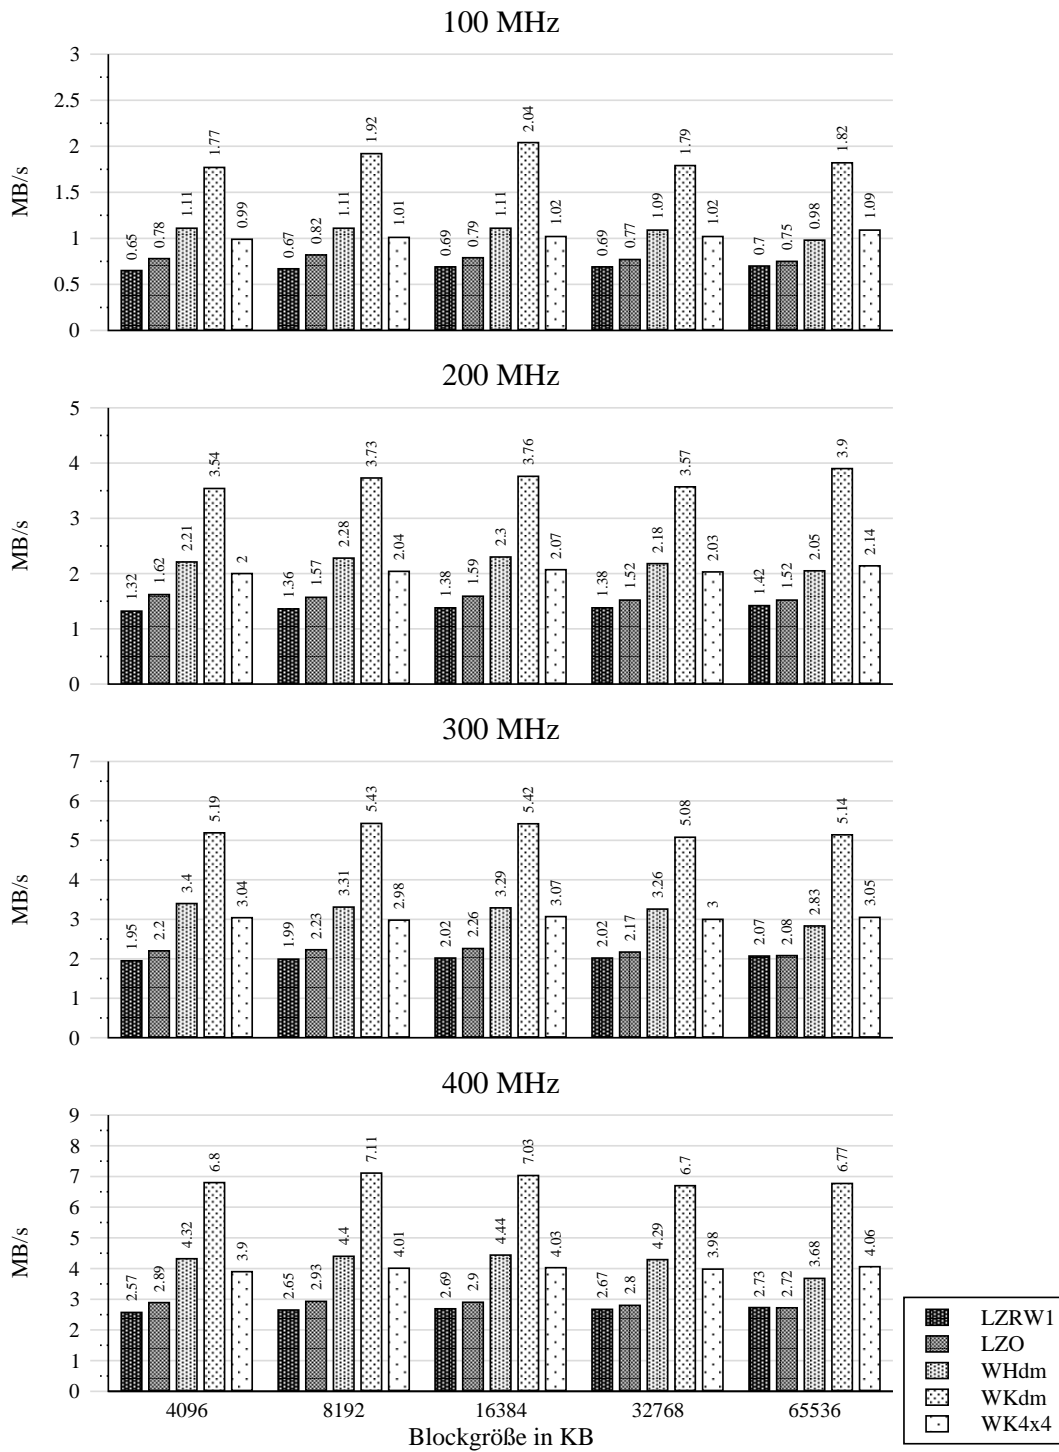 100 MHz
3
2.5
2
1.5
1
0.5
0
MB/s
0.65 0.78 1.11 1.77 0.99
0.67 0.82 1.11 1.92 1.01
0.69 0.79 1.11 2.04 1.02
0.69 0.77 1.09 1.79 1.02
0.7 0.75 0.98 1.82 1.09
200 MHz
5
4
3
2
1
0
MB/s
1.32 1.62 2.21 3.54 2
1.36 1.57 2.28 3.73 2.04
1.38 1.59 2.3 3.76 2.07
1.38 1.52 2.18 3.57 2.03
1.42 1.52 2.05 3.9 2.14
300 MHz
7
6
5
4
3
2
1
0
MB/s
1.95 2.2 3.4 5.19 3.04
1.99 2.23 3.31 5.43 2.98
2.02 2.26 3.29 5.42 3.07
2.02 2.17 3.26 5.08 3
2.07 2.08 2.83 5.14 3.05
400 MHz
9
8
7
6
5
4
3
2
1
0
MB/s
2.57 2.89 4.32 6.8 3.9
2.65 2.93 4.4 7.11 4.01
2.69 2.9 4.44 7.03 4.03
2.67 2.8 4.29 6.7 3.98
2.73 2.72 3.68 6.77 4.06
4096 8192 16384 32768 65536
Blockgröße in KB
LZRW1
LZO
WHdm
WKdm
WK4x4